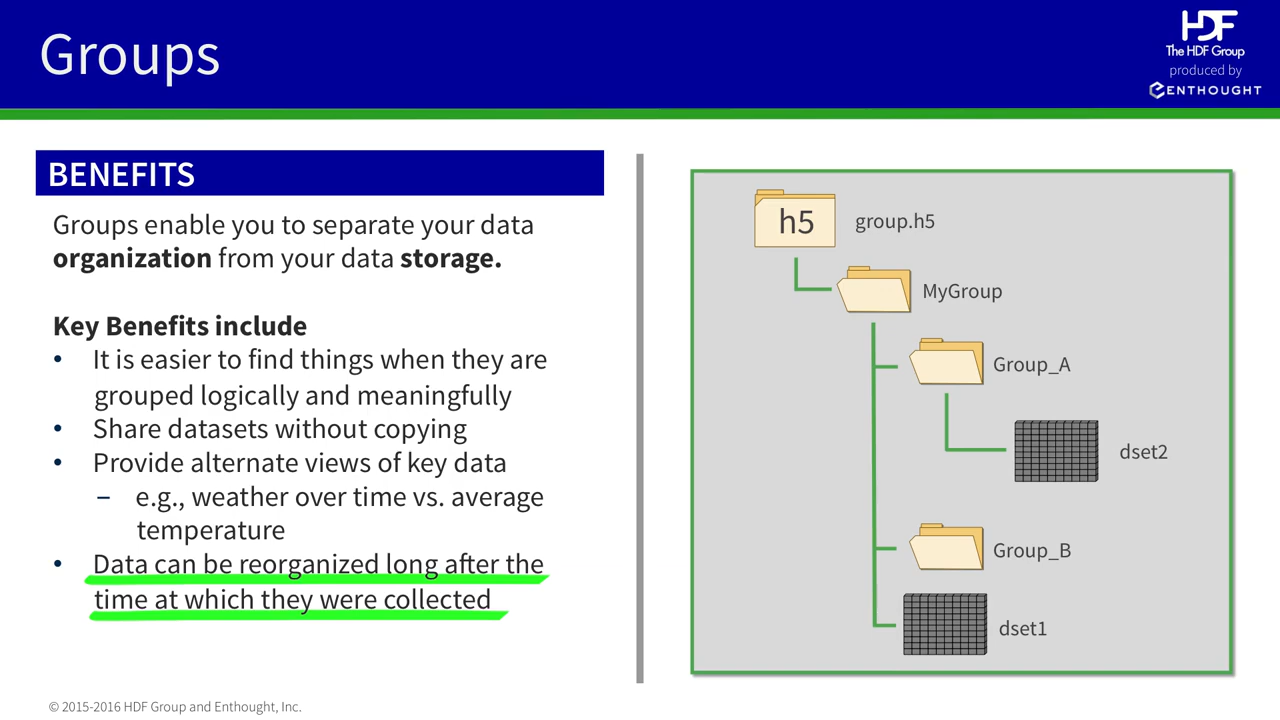 Groups
HDF
The HDF Group
produced by
ENTHOUGHT
BENEFITS
Groups enable you to separate your data
organization from your data storage.
Key Benefits include
• It is easier to find things when they are
grouped logically and meaningfully
• Share datasets without copying
• Provide alternate views of key data
– e.g., weather over time vs. average
temperature
• Data can be reorganized long after the
time at which they were collected
h5 group.h5
MyGroup
Group_A
dset2
Group_B
dset1
© 2015-2016 HDF Group and Enthought, Inc.